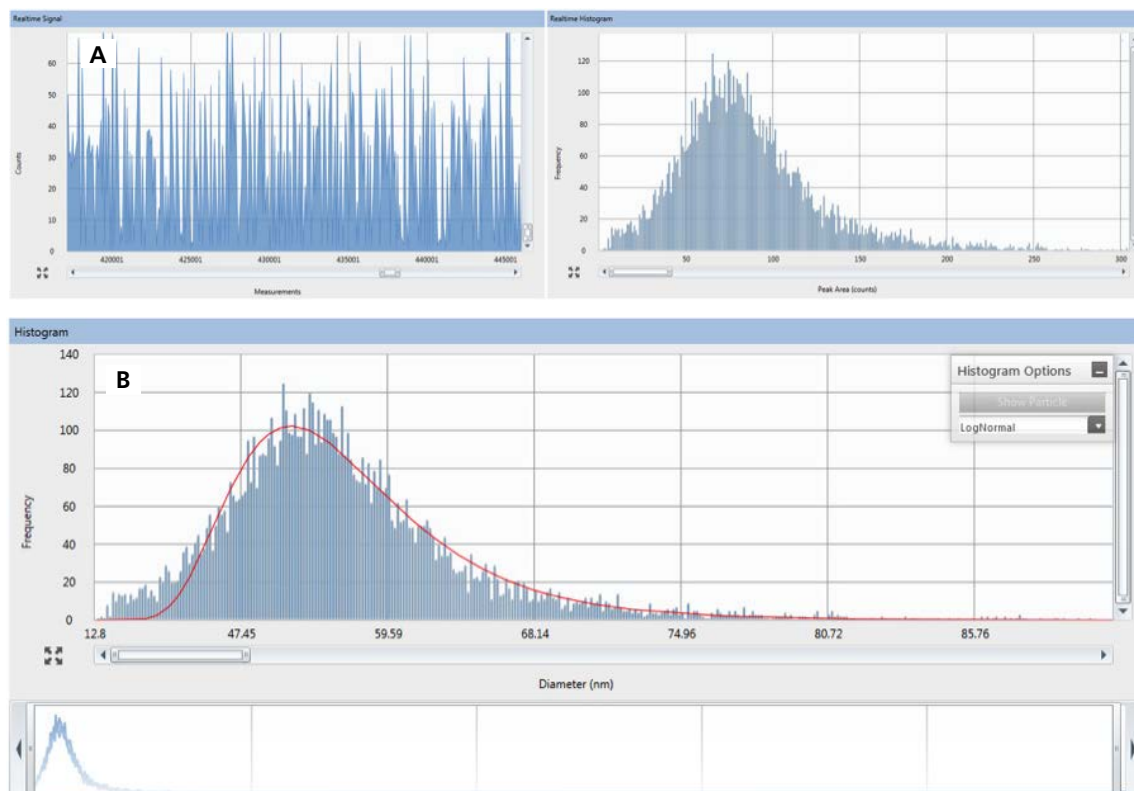 Realtime Signal
A
60
50
40
30
20
10
0
Counts
420001 425001 430001 435001 440001 445001
Measurements
Realtime Histogram
120
100
80
60
40
20
0
Frequency
50 100 150 200 250 300
Peak Area (counts)
Histogram
B
140
120
100
80
60
40
20
0
Frequency
12.8 47.45 59.59 68.14 74.96 80.72 85.76
Diameter (nm)
Histogram Options
Show Particle
LogNormal